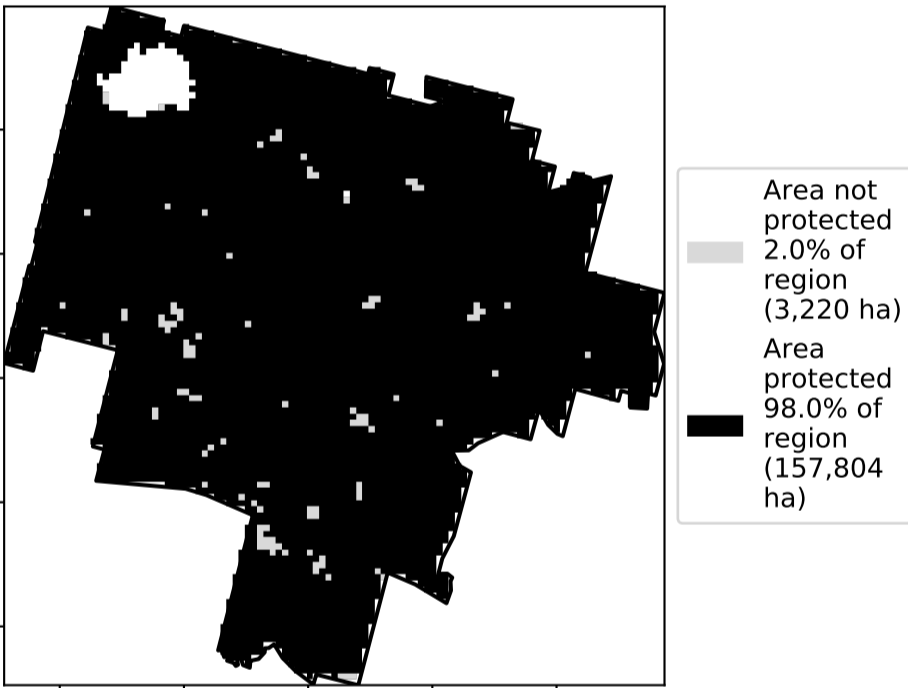 Area not
protected
2.0% of
region
(3,220 ha)
Area
protected
98.0% of
region
(157,804
ha)